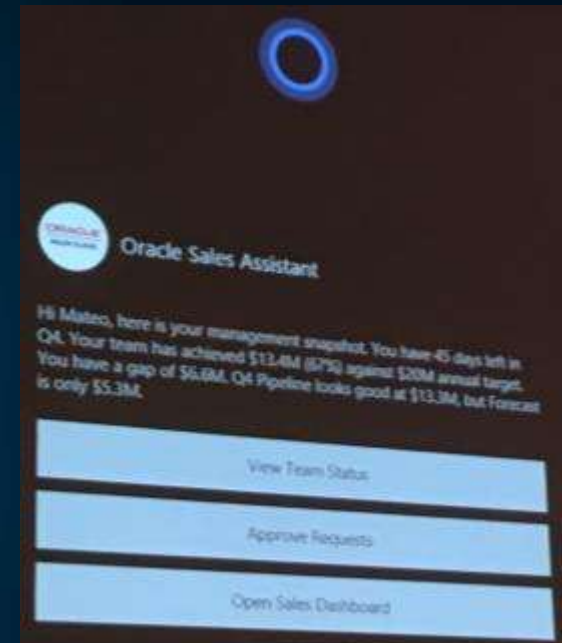 ORACLE
Oracle Sales Assistant
Hi Mateo, here is your management snapshot. You have 45 days left in
Q4. Your team has achieved $13.4M (67%) against $20M annual target.
You have a gap of $6.6M. Q4 Pipeline looks good at $13.3M, but Forecast
is only $5.3M.
View Team Status
Approve Requests
Open Sales Dashboard